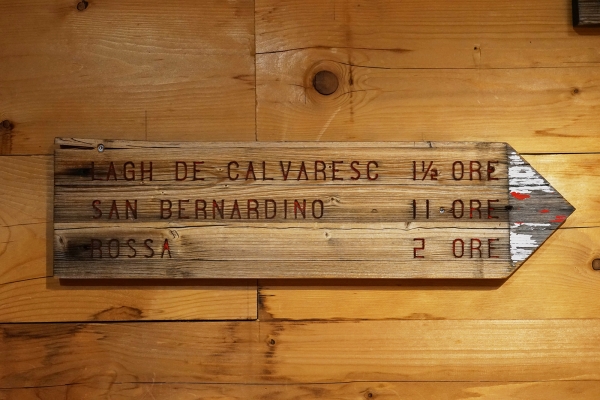 LAGH DE CALVARESC 1½ ORE
SAN BERNARDINO 11 ORE
ROSSA 2 ORE